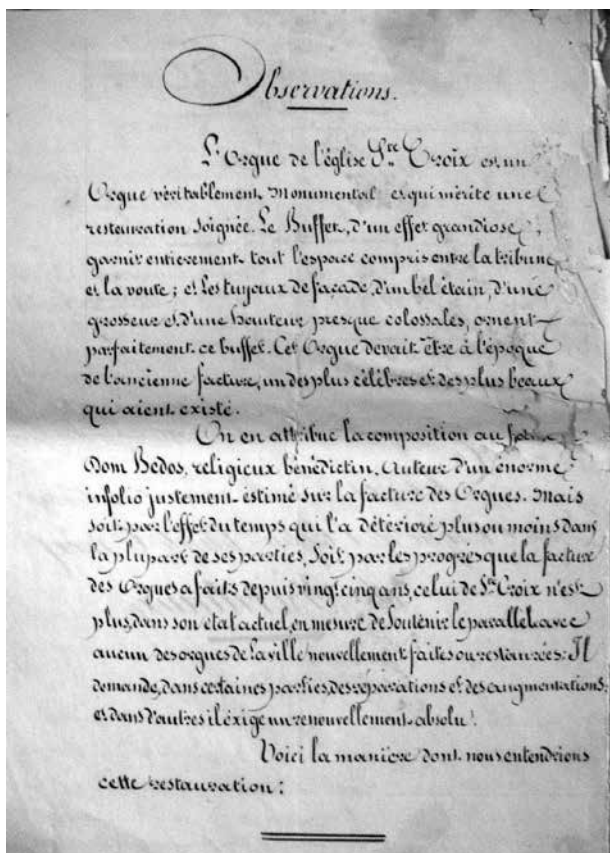 Observations.
L'Orgue de l'église Ste Croix est un
Orgue véritablement monumental et qui mérite une
restauration soignée. Le Buffet, d'un effet grandiose,
garnit entierement tout l'espace compris entre la tribune
et la voute ; et les tuyaux de façade, d'un bel étain, d'une
grosseur et d'une hauteur presque colossales, ornent
parfaitement ce buffet. Cet Orgue devait être à l'époque
de l'ancienne facture, un des plus célèbres et des plus beaux
qui aient existé.
On en attribue la composition au
Dom Bedos, religieux bénédictin, auteur d'un énorme
infolio justement estimé sur la facture des Orgues. Mais
soit par l'effet du temps qui l'a détérioré plus ou moins dans
la plupart de ses parties, Soit par les progrès que la facture
des Orgues a faits depuis vingt cinq ans, celui de Ste Croix n'est
plus, dans son etat actuel, en mesure de Soutenir le parallele avec
aucun des orgues de la ville nouvellement faites ou restaurées. Il
demande, dans certaines parties, des reparations et des augmentations,
et dans d'autres il éxige un renouvellement absolu.
Voici la manière dont nous entendrions
cette restauration :